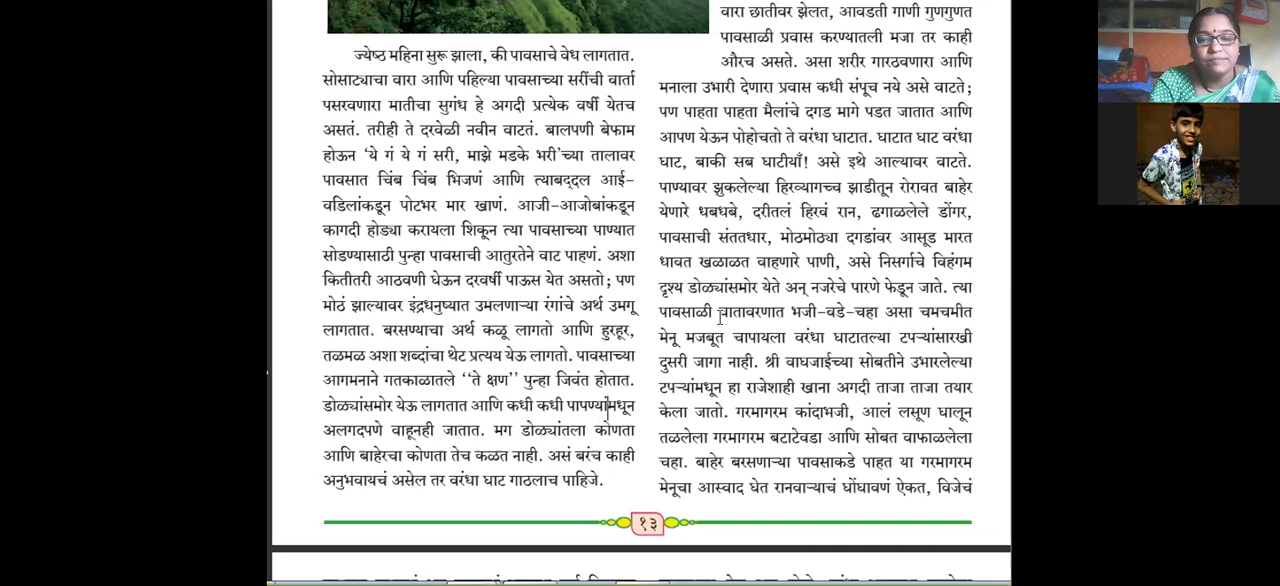 ज्येष्ठ महिना सुरू झाला, की पावसाचे वेध लागतात.
सोसाट्याचा वारा आणि पहिल्या पावसाच्या सरींची वार्ता
पसरवणारा मातीचा सुगंध हे अगदी प्रत्येक वर्षी येतच
असतं. तरीही ते दरवेळी नवीन वाटतं. बालपणी बेफाम
होऊन ‘ये गं ये गं सरी, माझे मडके भरी’च्या तालावर
पावसात चिंब चिंब भिजणं आणि त्याबद्दल आई-
वडिलांकडून पोटभर मार खाणं. आजी-आजोबांकडून
कागदी होड्या करायला शिकून त्या पावसाच्या पाण्यात
सोडण्यासाठी पुन्हा पावसाची आतुरतेने वाट पाहणं. अशा
कितीतरी आठवणी घेऊन दरवर्षी पाऊस येत असतो; पण
मोठं झाल्यावर इंद्रधनुष्यात उमलणाऱ्या रंगांचे अर्थ उमगू
लागतात. बरसण्याचा अर्थ कळू लागतो आणि हुरहूर,
तळमळ अशा शब्दांचा थेट प्रत्यय येऊ लागतो. पावसाच्या
आगमनाने गतकाळातले ‘‘ते क्षण’’ पुन्हा जिवंत होतात.
डोळ्यांसमोर येऊ लागतात आणि कधी कधी पापण्यांमधून
अलगदपणे वाहूनही जातात. मग डोळ्यांतला कोणता
आणि बाहेरचा कोणता तेच कळत नाही. असं बरंच काही
अनुभवायचं असेल तर वरंधा घाट गाठलाच पाहिजे.
वारा छातीवर झेलत, आवडती गाणी गुणगुणत
पावसाळी प्रवास करण्यातली मजा तर काही
औरच असते. असा शरीर गारठवणारा आणि
मनाला उभारी देणारा प्रवास कधी संपूच नये असे वाटते;
पण पाहता पाहता मैलांचे दगड मागे पडत जातात आणि
आपण येऊन पोहोचतो ते वरंधा घाटात. घाटात घाट वरंधा
घाट, बाकी सब घाटीयाँ! असे इथे आल्यावर वाटते.
पाण्यावर झुकलेल्या हिरव्यागच्च झाडीतून रोरावत बाहेर
येणारे धबधबे, दरीतलं हिरवं रान, ढगाळलेले डोंगर,
पावसाची संततधार, मोठमोठ्या दगडांवर आसूड मारत
धावत खळाळत वाहणारे पाणी, असे निसर्गाचे विहंगम
दृश्य डोळ्यांसमोर येते अन् नजरेचे पारणे फेडून जाते. त्या
पावसाळी वातावरणात भजी-वडे-चहा असा चमचमीत
मेनू मजबूत चापायला वरंधा घाटातल्या टपऱ्यांसारखी
दुसरी जागा नाही. श्री वाघजाईच्या सोबतीने उभारलेल्या
टपऱ्यांमधून हा राजेशाही खाना अगदी ताजा ताजा तयार
केला जातो. गरमागरम कांदाभजी, आलं लसूण घालून
तळलेला गरमागरम बटाटेवडा आणि सोबत वाफाळलेला
चहा. बाहेर बरसणाऱ्या पावसाकडे पाहत या गरमागरम
मेनूचा आस्वाद घेत रानवाऱ्याचं घोंघावणं ऐकत, विजेचं
१३